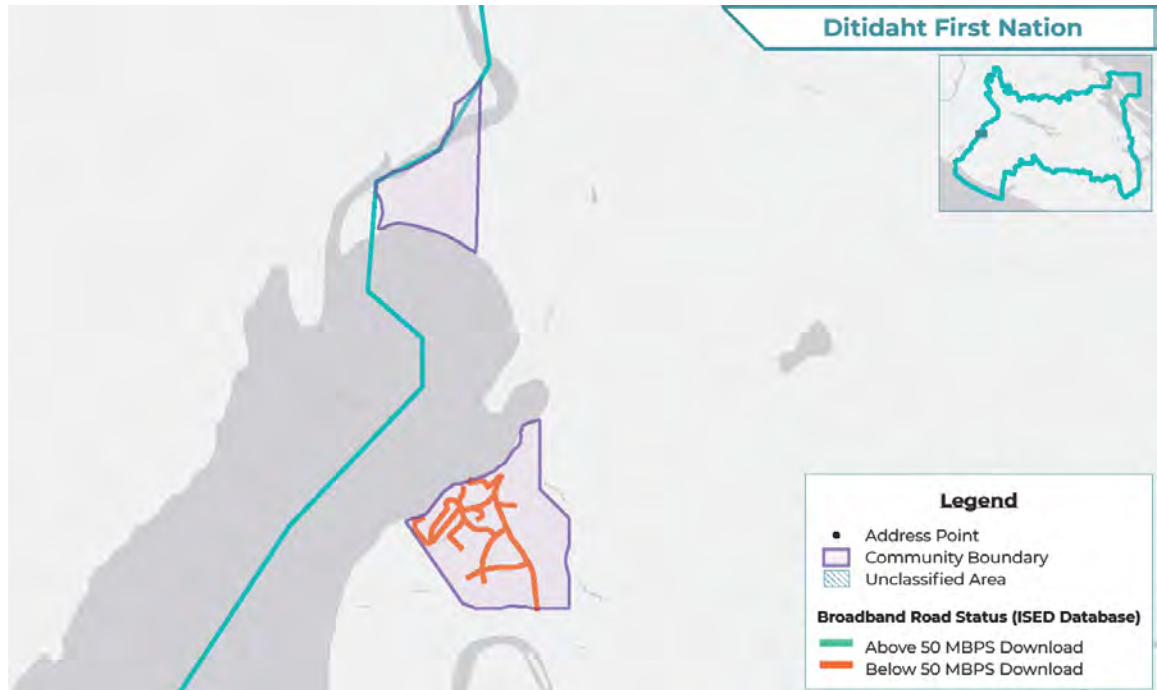 Ditidaht First Nation
Legend
Address Point
Community Boundary
Unclassified Area
Broadband Road Status (ISED Database)
Above 50 MBPS Download
Below 50 MBPS Download